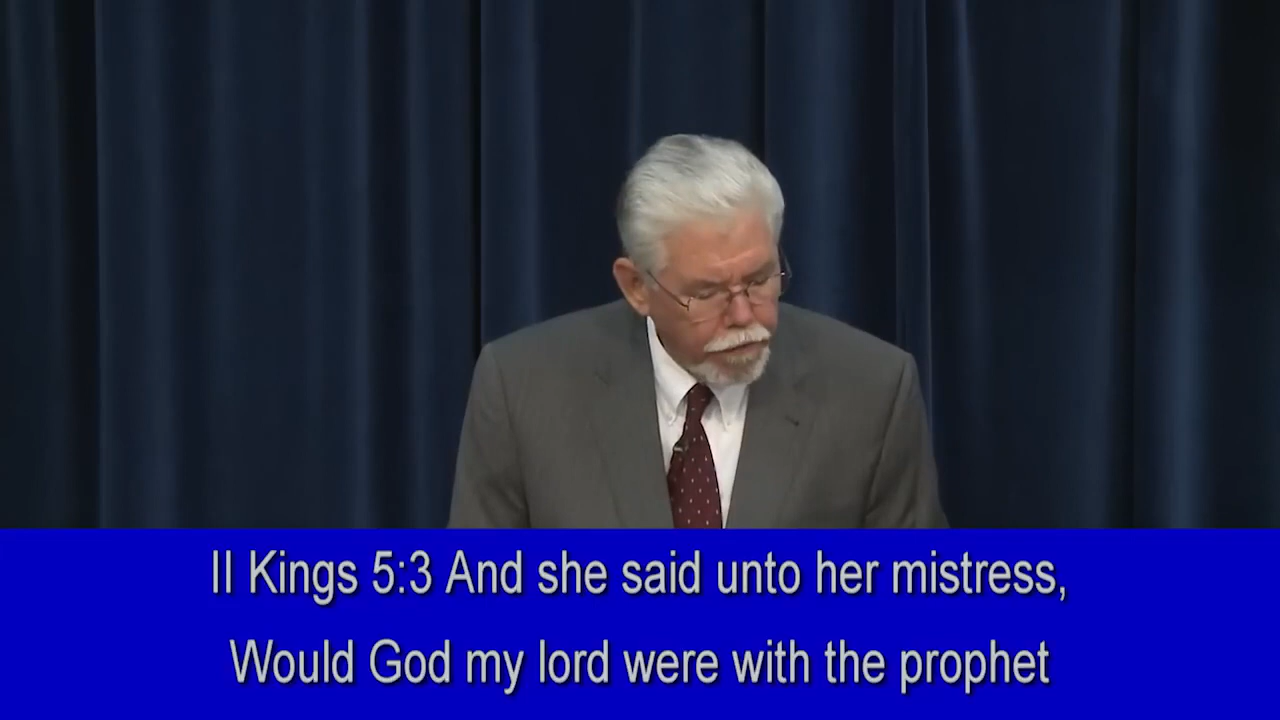 II Kings 5:3 And she said unto her mistress,
Would God my lord were with the prophet